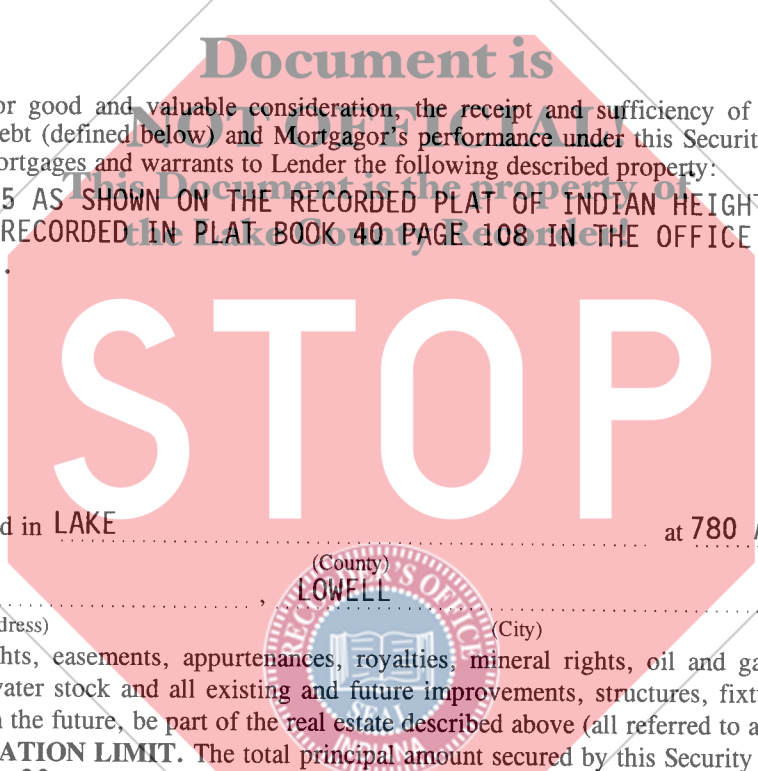 Document is
or good and valuable consideration, the receipt and sufficiency of
NOT OFFICIAL!
ebt (defined below) and Mortgagor's performance under this Securit
ortgages and warrants to Lender the following described property:
This Document is the property of
5 AS SHOWN ON THE RECORDED PLAT OF INDIAN HEIGHT
the Lake County Recorder!
RECORDED IN PLAT BOOK 40 PAGE 108 IN THE OFFICE
.
STOP
d in LAKE at 780
(County)
, LOWELL
dress) (City)
hts, easements, appurtenances, royalties, mineral rights, oil and ga
vater stock and all existing and future improvements, structures, fixt
n the future, be part of the real estate described above (all referred to a
ATION LIMIT. The total principal amount secured by this Security
RECORDER'S OFFICE
SEAL
INDIANA